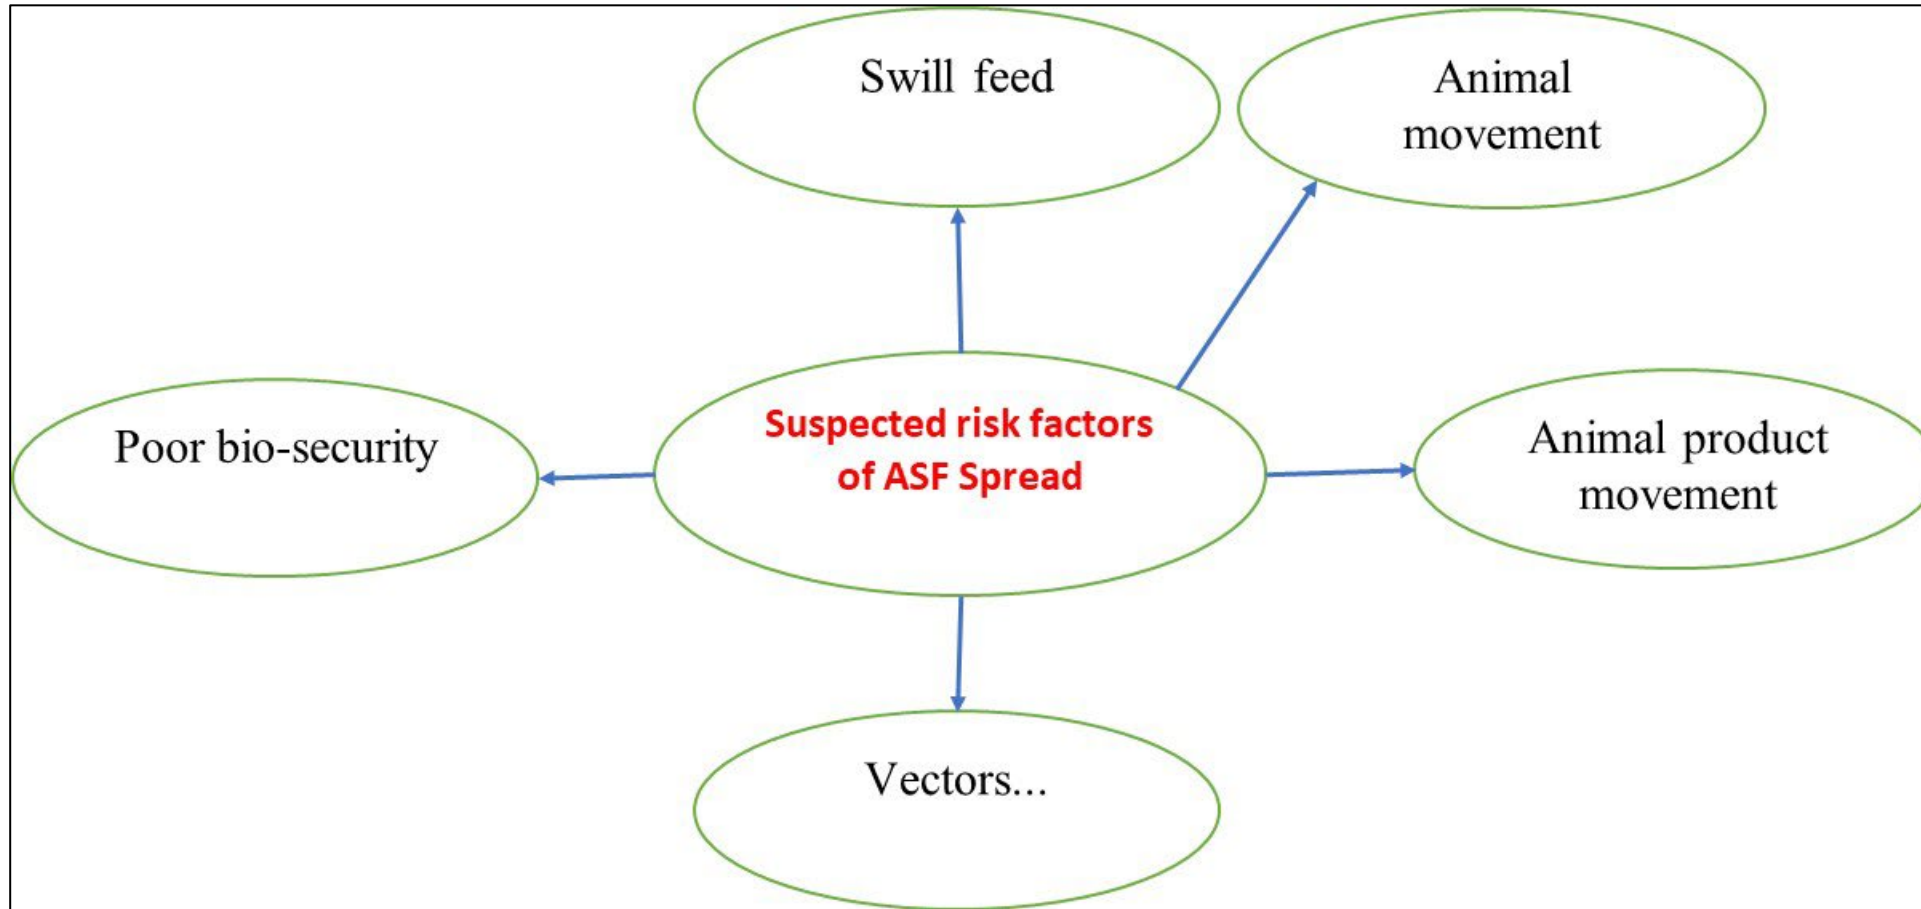 Swill feed
Animal
movement
Suspected risk factors
of ASF Spread
Poor bio-security
Animal product
movement
Vectors...